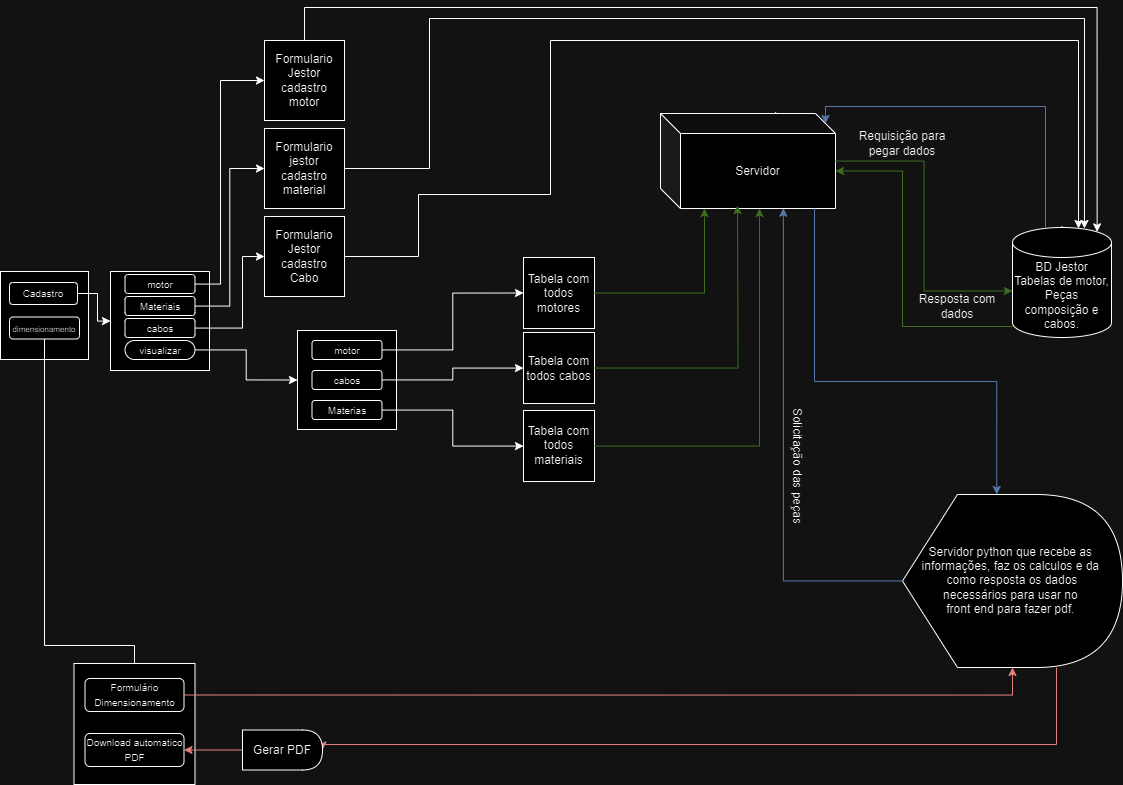 Formulario
Jestor
cadastro
motor
Formulario
jestor
cadastro
material
Formulario
Jestor
cadastro
Cabo
Servidor
Requisição para
pegar dados
BD Jestor
Tabelas de motor,
Peças
composição e
cabos.
Resposta com
dados
Cadastro
dimensionamento
motor
Materiais
cabos
visualizar
motor
cabos
Materias
Tabela com
todos
motores
Tabela com
todos cabos
Tabela com
todos
materiais
Solicitação das peças
Servidor python que recebe as
informações, faz os calculos e da
como resposta os dados
necessários para usar no
front end para fazer pdf.
Formulário
Dimensionamento
Download automatico
PDF
Gerar PDF